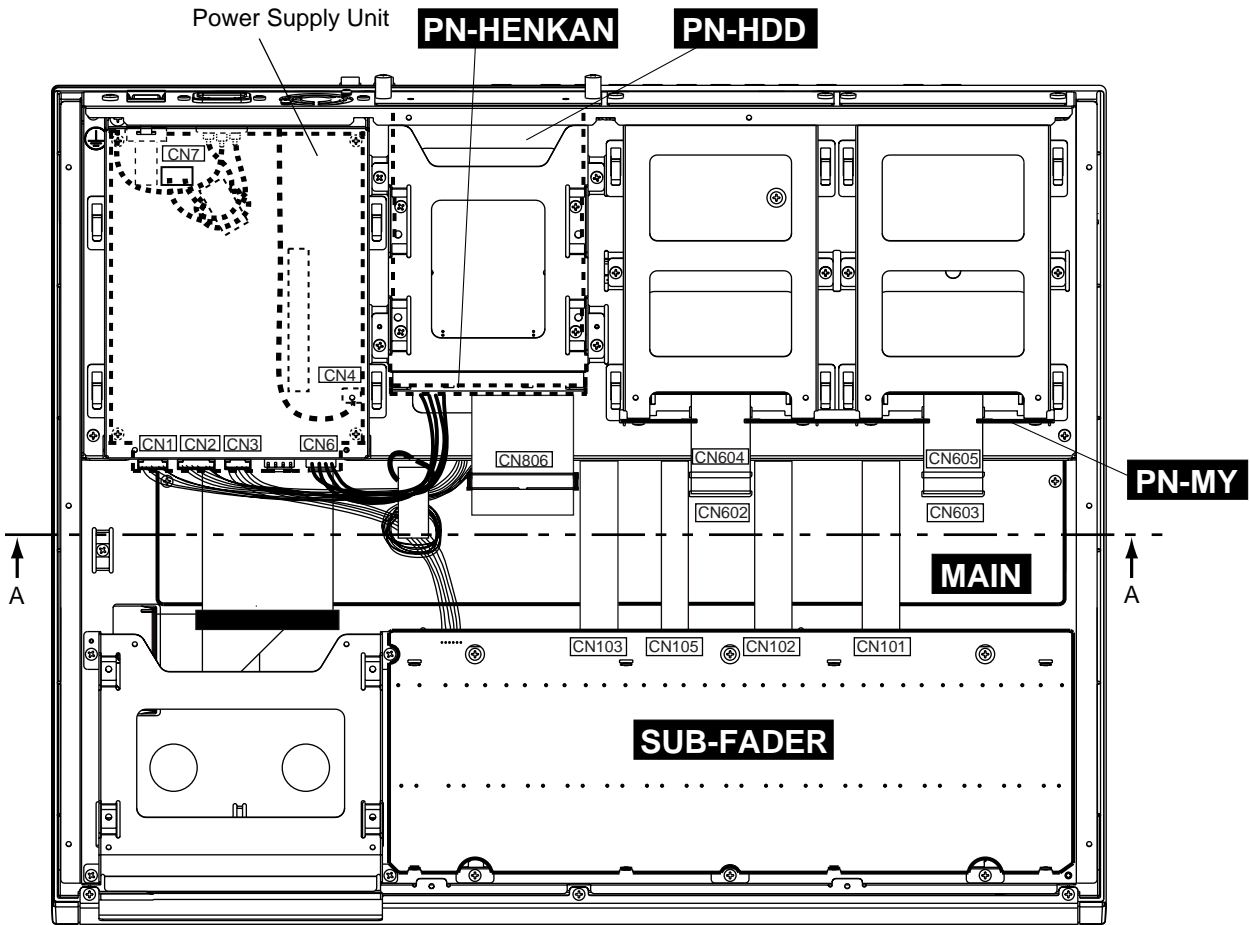 Power Supply Unit
PN-HENKAN
PN-HDD
CN7
CN4
CN1
CN2
CN3
CN6
CN806
CN604
CN605
PN-MY
CN602
CN603
A
MAIN
A
CN103
CN105
CN102
CN101
SUB-FADER